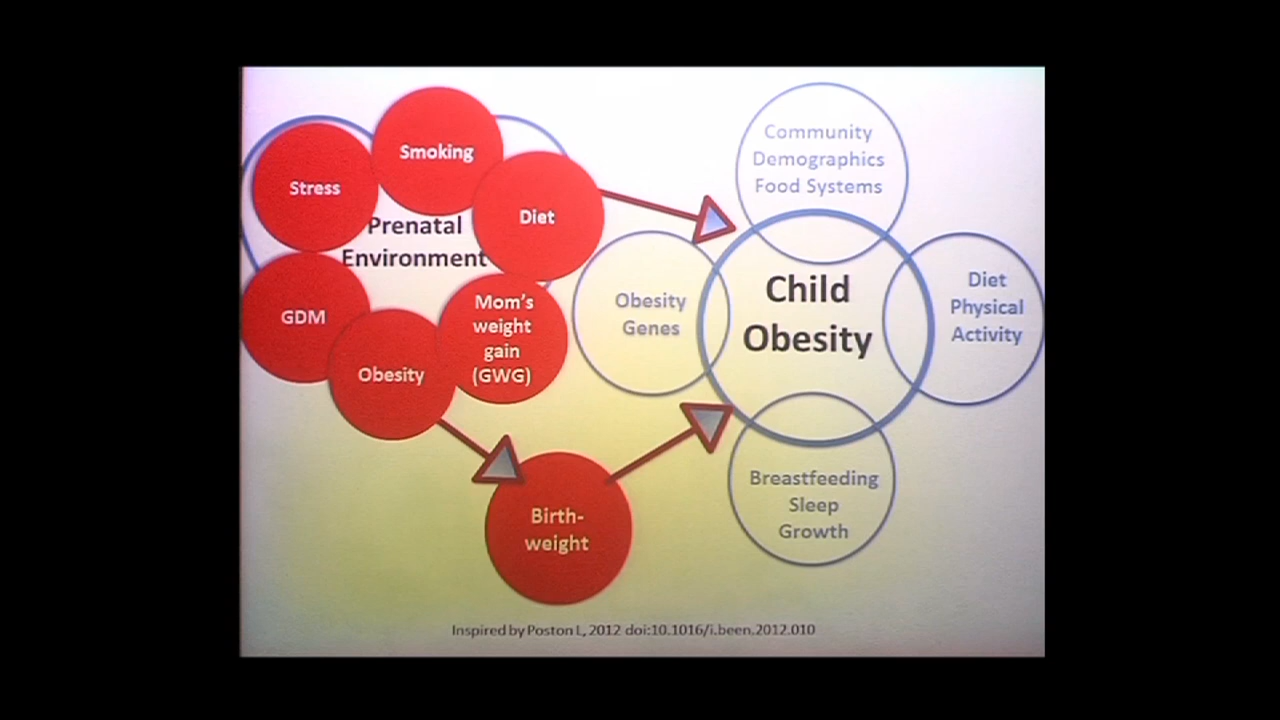 Smoking
Stress
Diet
Prenatal
Environment
GDM
Obesity
Mom's
weight
gain
(GWG)
Birth-
weight
Community
Demographics
Food Systems
Obesity
Genes
Child
Obesity
Diet
Physical
Activity
Breastfeeding
Sleep
Growth
Inspired by Poston L, 2012 doi:10.1016/i.been.2012.010